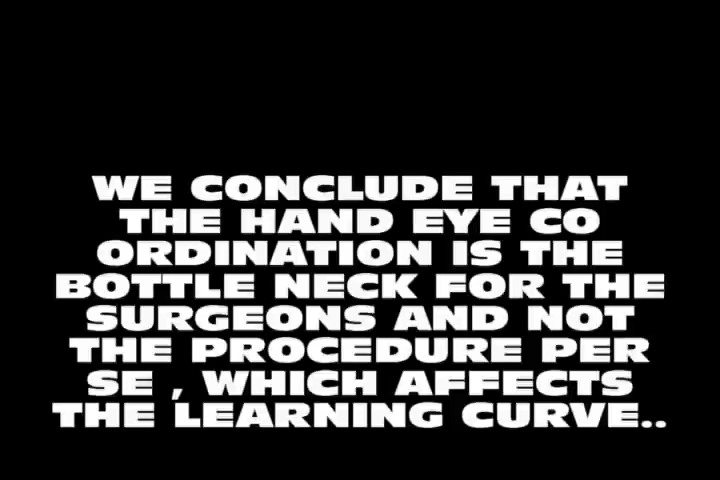 WE CONCLUDE THAT
THE HAND EYE CO
ORDINATION IS THE
BOTTLE NECK FOR THE
SURGEONS AND NOT
THE PROCEDURE PER
SE , WHICH AFFECTS
THE LEARNING CURVE..